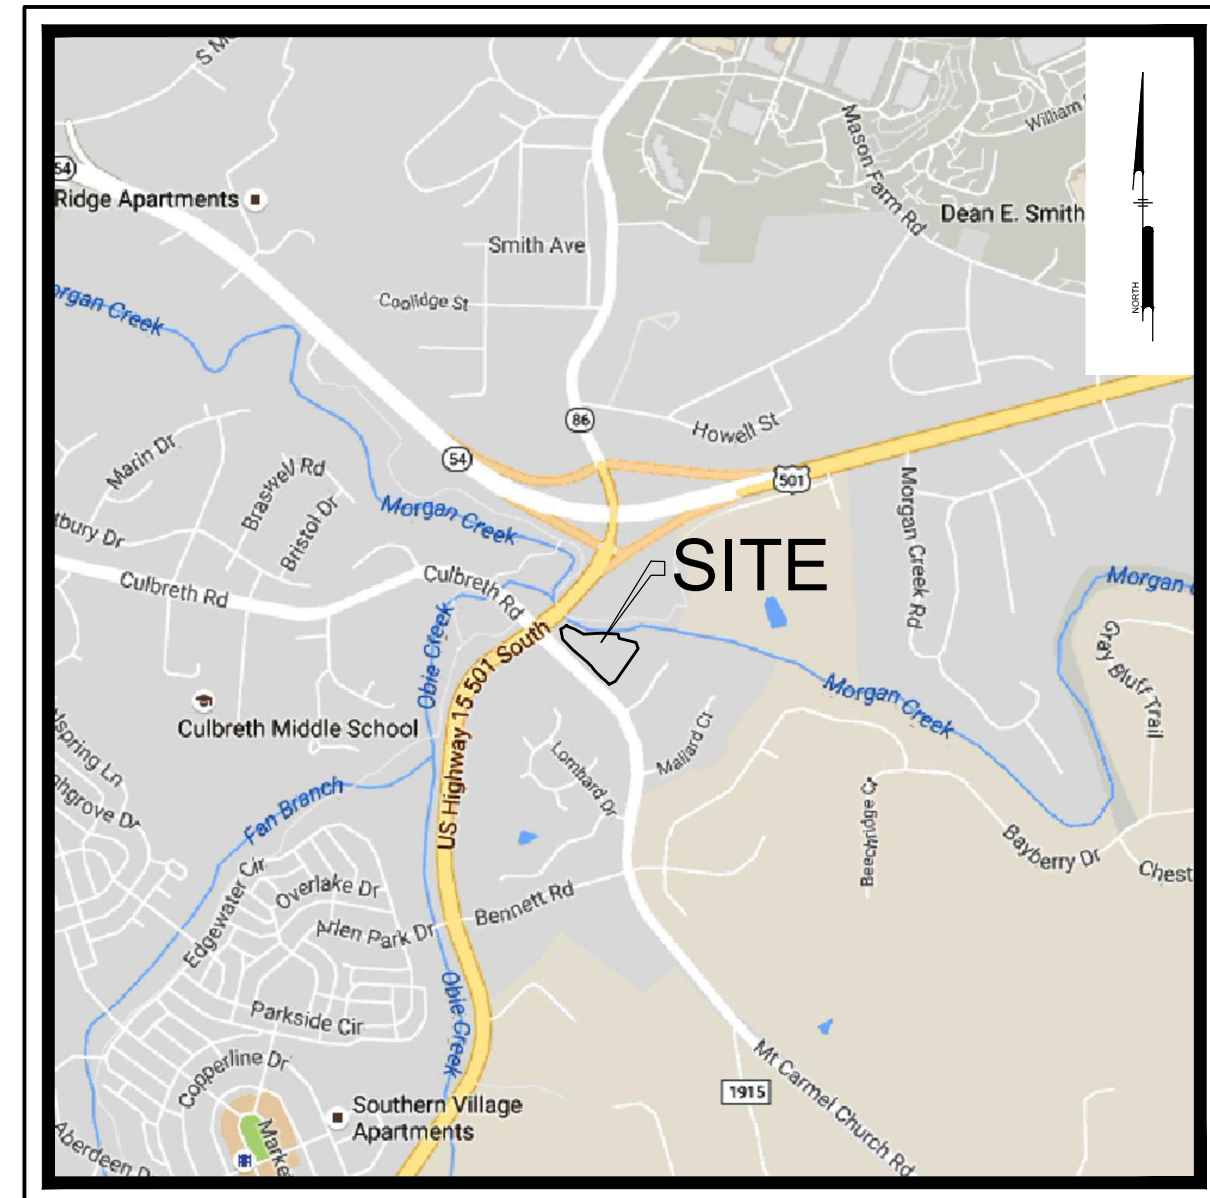 S M
54
Ridge Apartments
organ Creek
Smith Ave
Coolidge St
Mason Farm Rd
William
Dean E. Smith
NORTH
86
Howell St
54
501
Marin Dr
Braswell Rd
Bristol Dr
tbury Dr
Morgan Creek
Culbreth Rd
Culbreth Rd
SITE
Morgan Creek Rd
Morgan C
Gray Bluff Trail
Obie Creek
US Highway 15 501 South
Morgan Creek
Culbreth Middle School
lspring Ln
hgrove Dr
Fan Branch
Lomhard Dr
Mallard Ct
Beechridge Cr
Bayberry Dr
Chest
Edgewater Cir
Overlake Dr
Arlen Park Dr
Bennett Rd
Obie Creek
Parkside Cir
Copperline Dr
Mt Carmel Church Rd
1915
Southern Village
Apartments
Marke
Aberdeen D